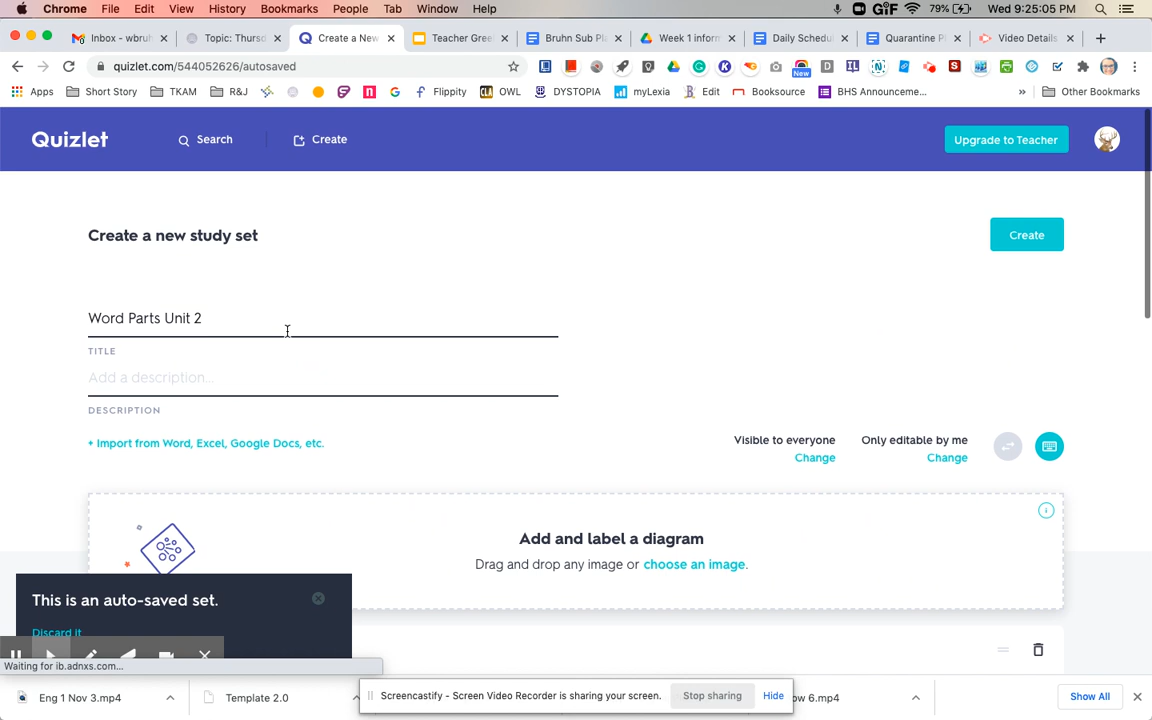 Chrome File Edit View History Bookmarks People Tab Window Help GIF 79% Wed 9:25:05 PM
Inbox - wbruh Topic: Thursd Create a New Teacher Gree Bruhn Sub Pl Week 1 inform Daily Schedu Quarantine P Video Details
quizlet.com/544052626/autosaved New
Apps Short Story TKAM R&J Flippity OWL DYSTOPIA myLexia Edit Booksource BHS Announceme... Other Bookmarks
Quizlet Search Create Upgrade to Teacher
Create a new study set Create
Word Parts Unit 2
TITLE
Add a description...
DESCRIPTION
+ Import from Word, Excel, Google Docs, etc.
Visible to everyone Only editable by me
Change Change
Add and label a diagram
Drag and drop any image or choose an image.
This is an auto-saved set.
Discard it
Waiting for ib.adnxs.com...
Eng 1 Nov 3.mp4 Template 2.0 Screencastify - Screen Video Recorder is sharing your screen. Stop sharing Hide ow 6.mp4 Show All